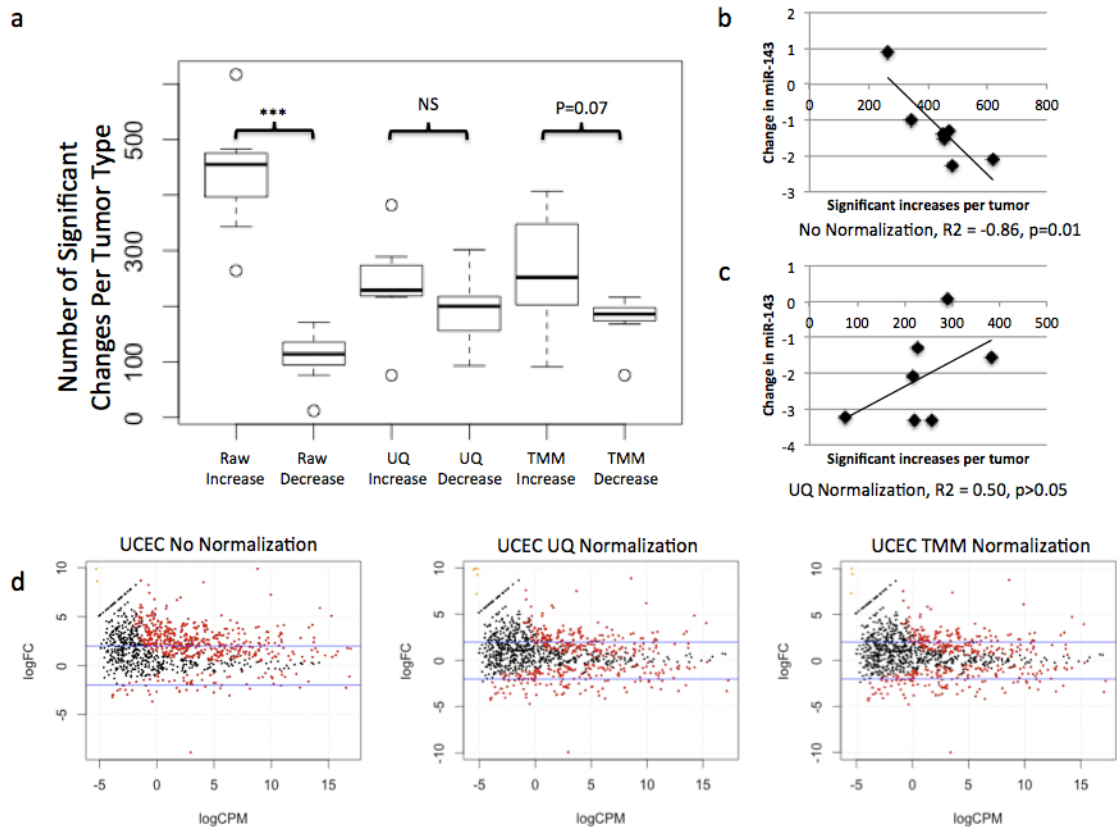 a
Number of Significant
Changes Per Tumor Type
0
100
300
500
***
NS
P=0.07
Raw Increase
Raw Decrease
UQ Increase
UQ Decrease
TMM Increase
TMM Decrease
b
Change in miR-143
2
1
0
-1
-2
-3
0 200 400 600 800
Significant increases per tumor
No Normalization, R2 = -0.86, p=0.01
c
Change in miR-143
1
0
-1
-2
-3
-4
0 100 200 300 400 500
Significant increases per tumor
UQ Normalization, R2 = 0.50, p>0.05
d
UCEC No Normalization
logFC
10
5
0
-5
-5 0 5 10 15
logCPM
UCEC UQ Normalization
logFC
10
5
0
-5
-10
-5 0 5 10 15
logCPM
UCEC TMM Normalization
logFC
10
5
0
-5
-10
-5 0 5 10 15
logCPM